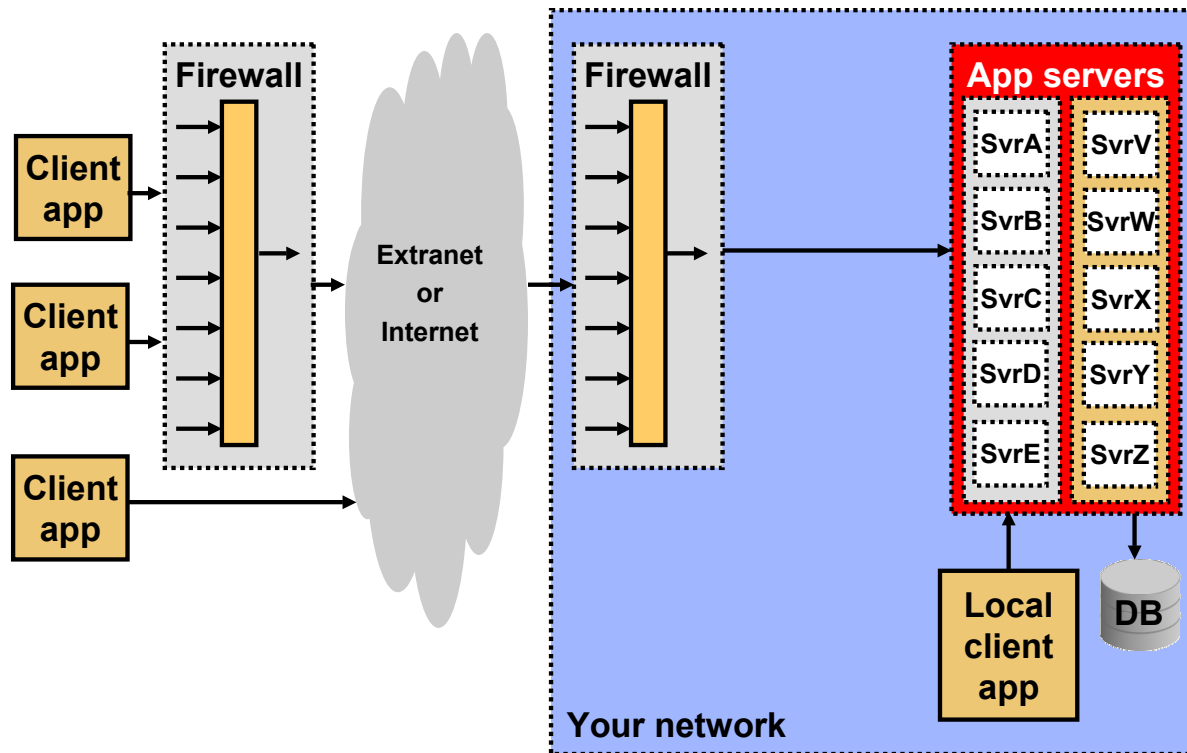 Firewall
Firewall
App servers
Client
app
Client
app
Client
app
Extranet
or
Internet
SvrA
SvrB
SvrC
SvrD
SvrE
SvrV
SvrW
SvrX
SvrY
SvrZ
Local
client
app
DB
Your network